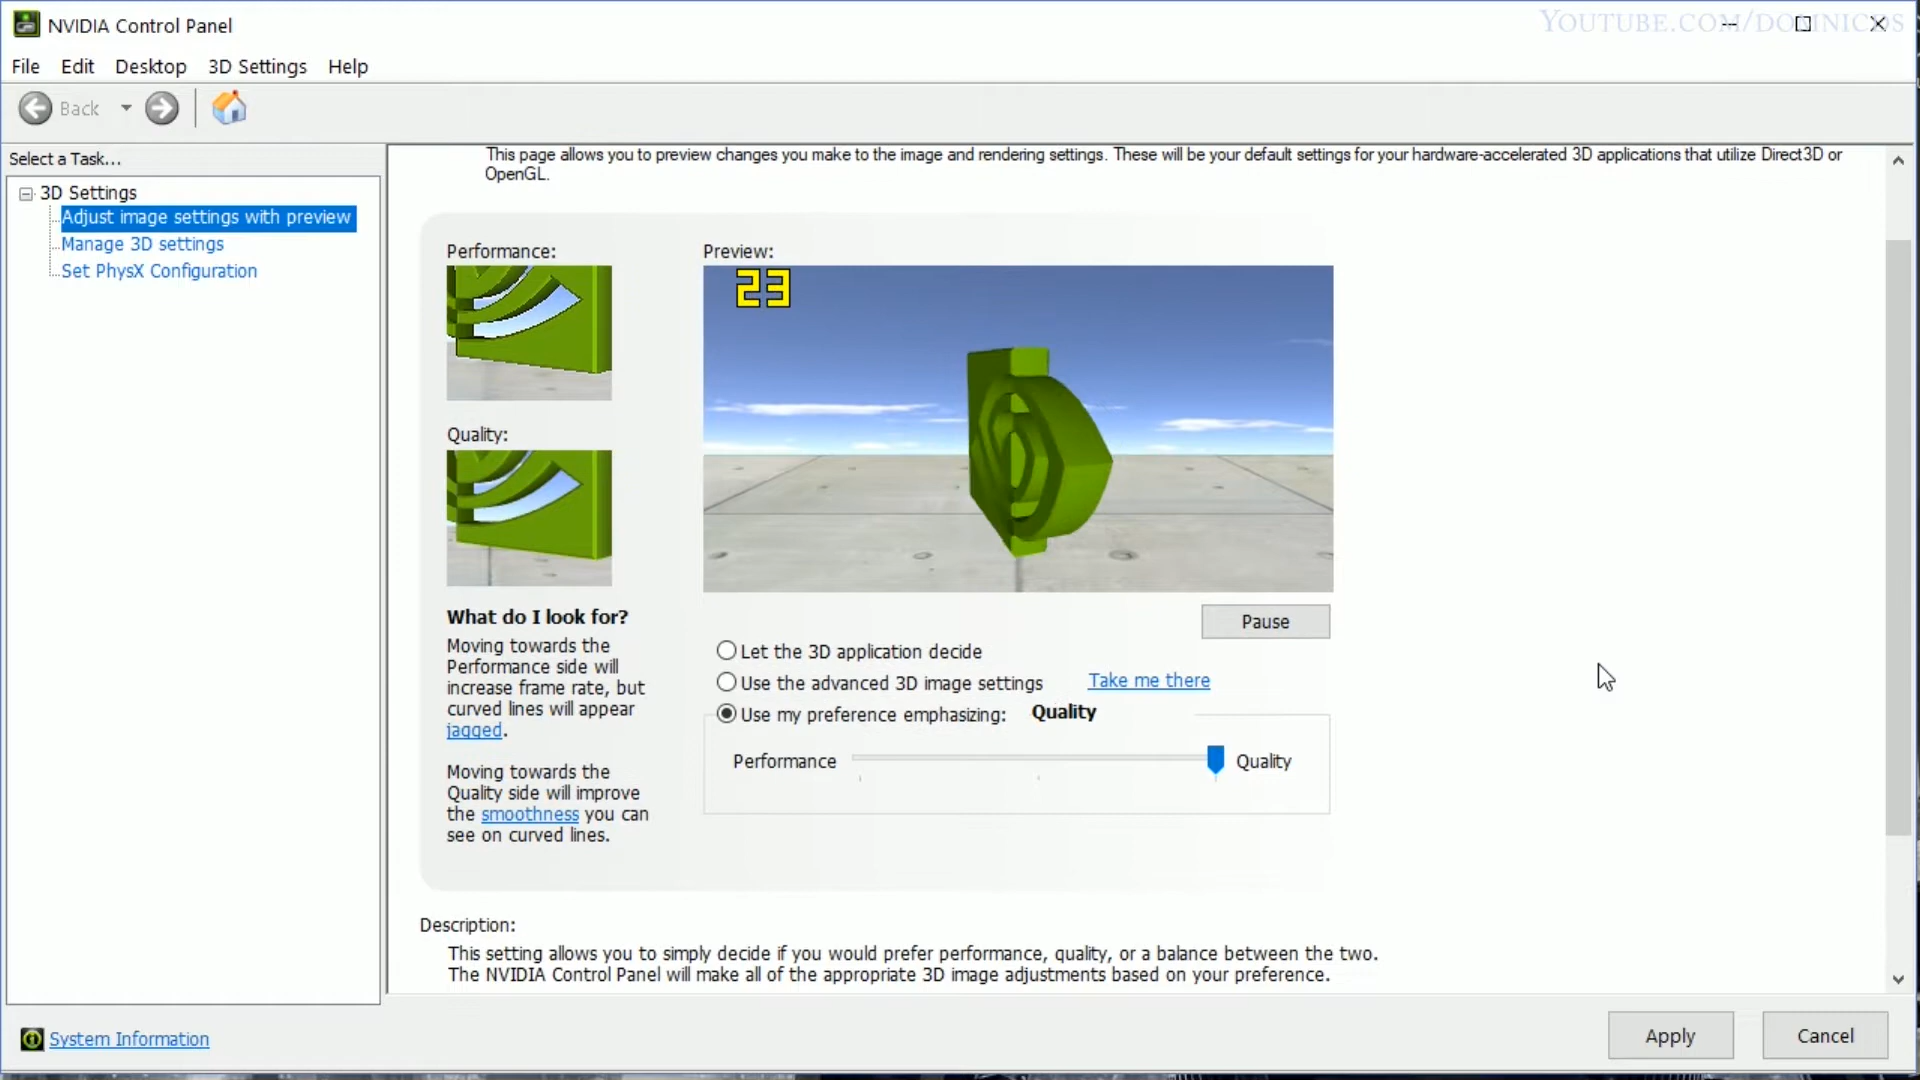 NVIDIA Control Panel
YOUTUBE.COM/DOMNICOS
File Edit Desktop 3D Settings Help
Back
Select a Task...
3D Settings
Adjust image settings with preview
Manage 3D settings
Set PhysX Configuration
This page allows you to preview changes you make to the image and rendering settings. These will be your default settings for your hardware-accelerated 3D applications that utilize Direct3D or
OpenGL.
Performance:
Preview:
23
Quality:
What do I look for?
Moving towards the
Performance side will
increase frame rate, but
curved lines will appear
jagged.
Moving towards the
Quality side will improve
the smoothness you can
see on curved lines.
Pause
Let the 3D application decide
Use the advanced 3D image settings Take me there
Use my preference emphasizing: Quality
Performance Quality
Description:
This setting allows you to simply decide if you would prefer performance, quality, or a balance between the two.
The NVIDIA Control Panel will make all of the appropriate 3D image adjustments based on your preference.
System Information
Apply Cancel